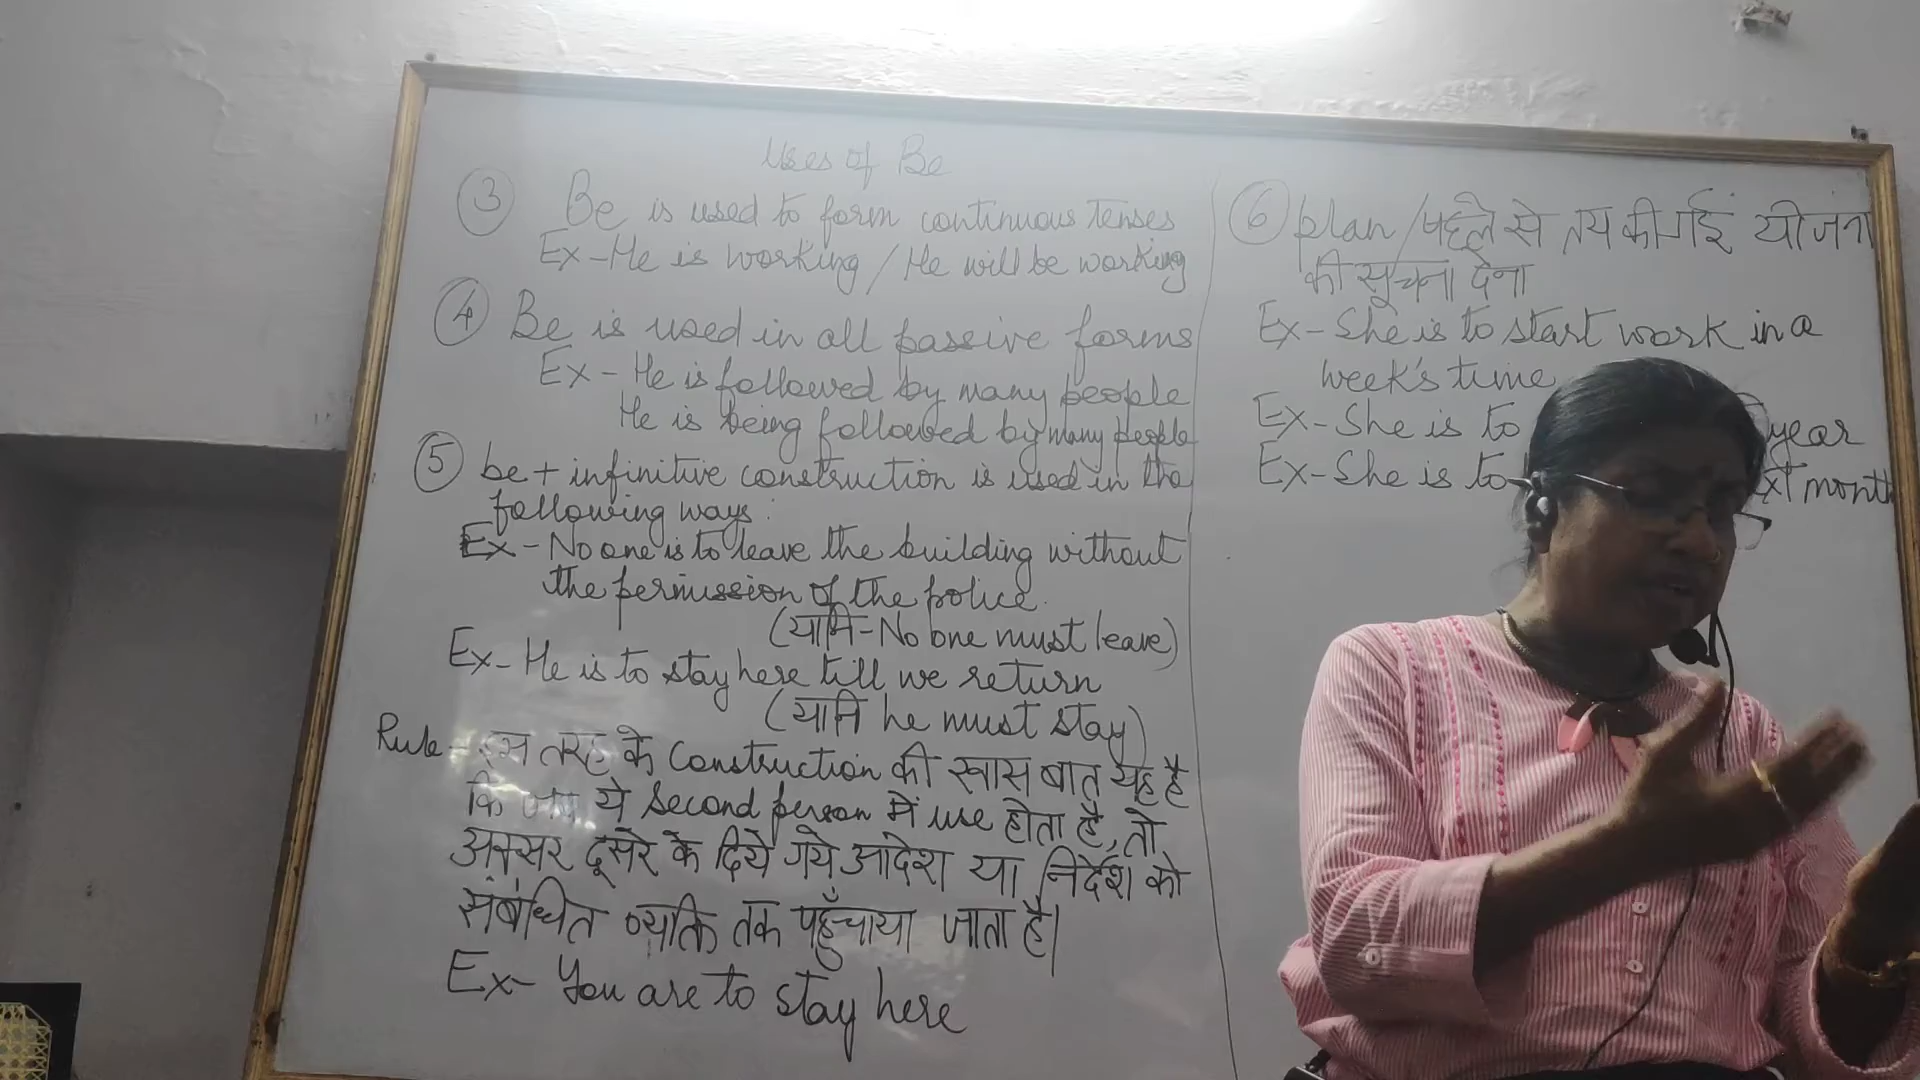 Uses of Be
③ Be is used to form continuous tenses
Ex-He is working / He will be working
④ Be is used in all passive forms
Ex - He is followed by many people
He is being followed by many people
⑤ be + infinitive construction is used in the
following ways.
Ex - No one is to leave the building without
the permission of the police.
(यानि-No one must leave)
Ex- He is to stay here till we return
(यानि he must stay)
Rule - इस तरह के Construction की खास बात यह है
कि जब ये second person में use होता है, तो
अक्सर दूसरे के दिये गये आदेश या निर्देश को
संबंधित व्यक्ति तक पहुँचाया जाता है।
Ex- You are to stay here
⑥ plan/पहले से तय की गई योजना
की सूचना देना
Ex- She is to start work in a
week's time
Ex- She is to year
Ex- She is to month